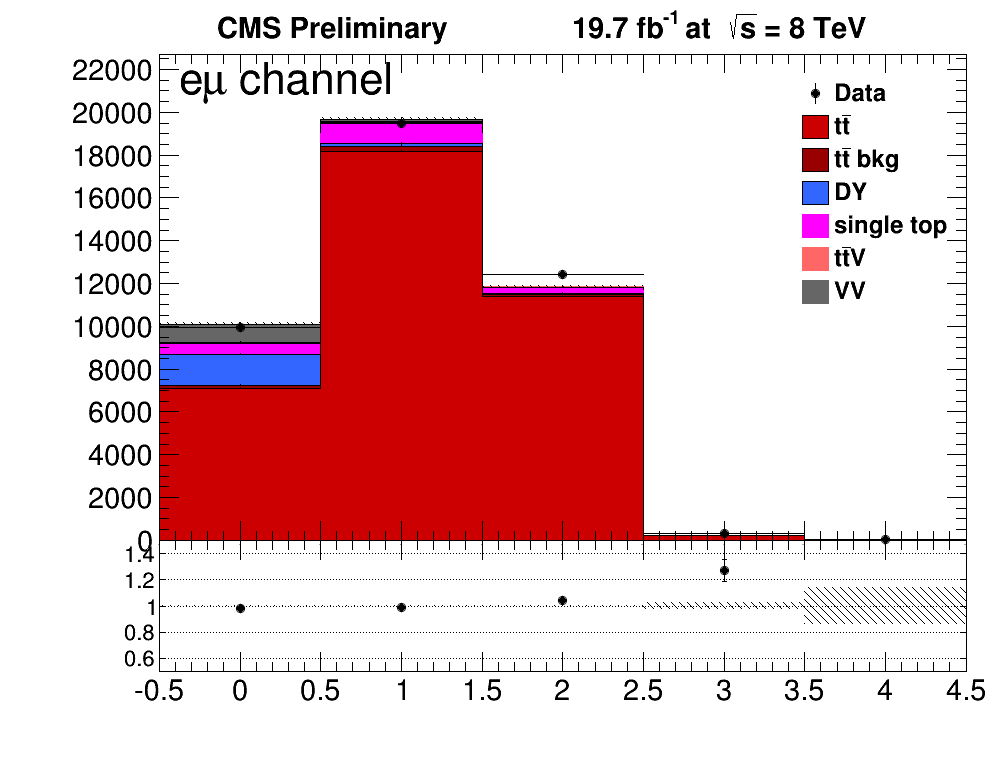 CMS Preliminary 19.7 fb⁻¹ at √s = 8 TeV
eμ channel
22000
20000
18000
16000
14000
12000
10000
8000
6000
4000
2000
0
Data
tt̄
tt̄ bkg
DY
single top
tt̄V
VV
1.4
1.2
1
0.8
0.6
-0.5 0 0.5 1 1.5 2 2.5 3 3.5 4 4.5